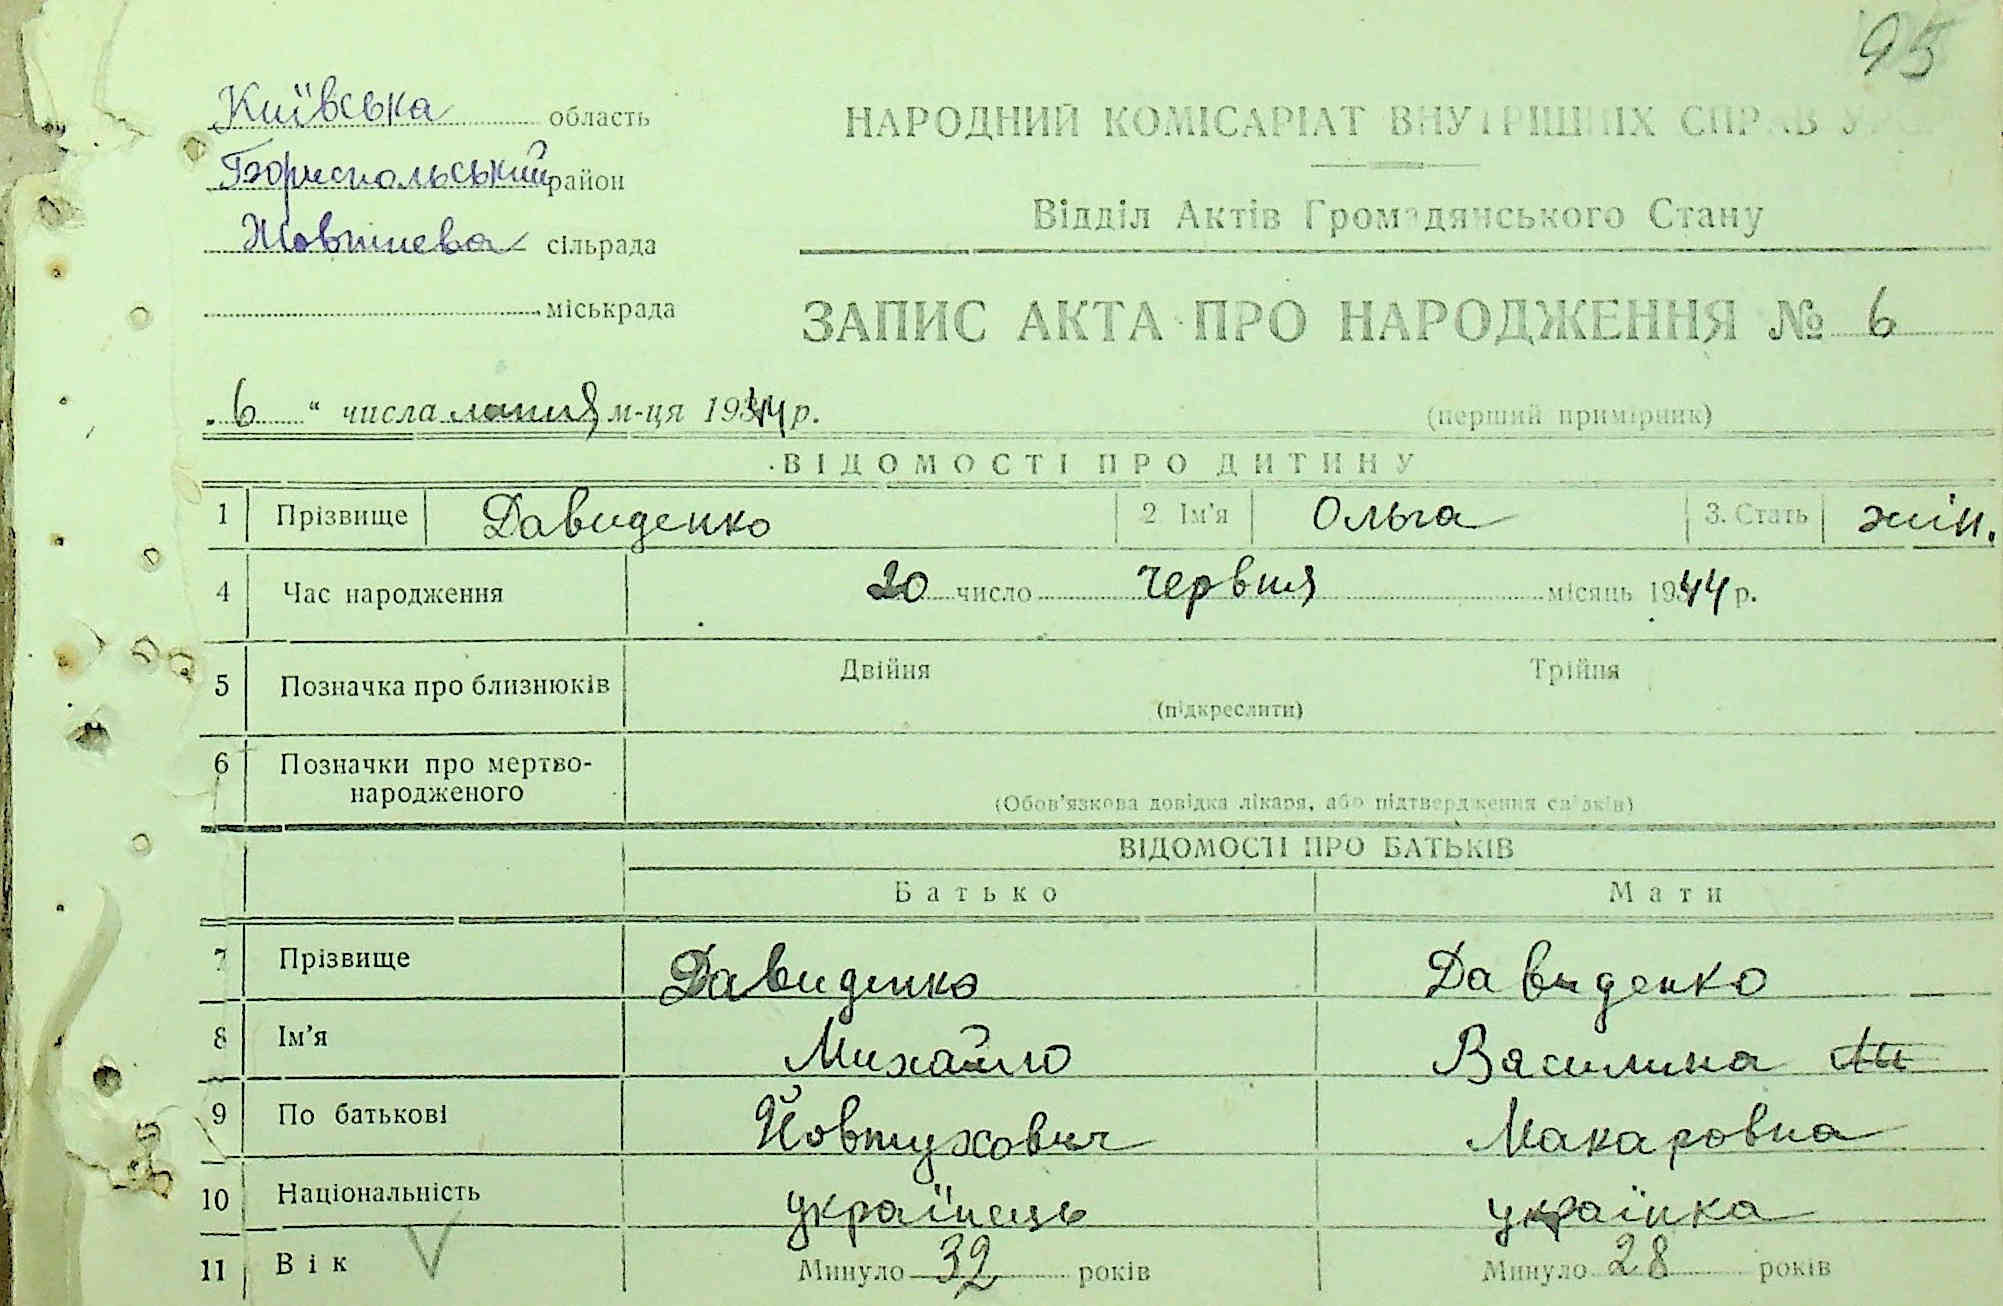 95
Київська область
Бориспольський район
Жовтнева сільрада
міськрада
НАРОДНИЙ КОМІСАРІАТ ВНУТРІШНІХ СПРАВ УРСР
Відділ Актів Громадянського Стану
ЗАПИС АКТА ПРО НАРОДЖЕННЯ № 6
"6" числа липня м-ця 1944 р.
(перший примірник)
ВІДОМОСТІ ПРО ДИТИНУ
1 Прізвище Давиденко 2 Ім'я Ольга 3. Стать жін.
4 Час народження 20 число червня місяць 1944 р.
5 Позначка про близнюків Двійня Трійня
(підкреслити)
6 Позначки про мертво-
народженого
(Обов'язкова довідка лікаря, або підтвердження свідків)
ВІДОМОСТІ ПРО БАТЬКІВ
Батько Мати
7 Прізвище Давиденко Давиденко
8 Ім'я Михайло Василина
9 По батькові Йовтухович Макаровна
10 Національність українець українка
11 Вік Минуло 32 років Минуло 28 років